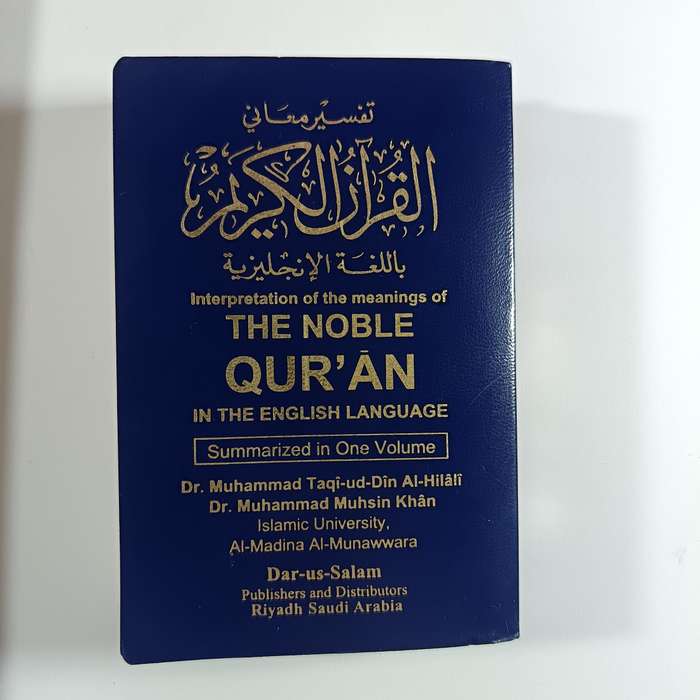 تفسير معاني
القرآن الكريم
باللغة الإنجليزية
Interpretation of the meanings of
THE NOBLE
QUR'ĀN
IN THE ENGLISH LANGUAGE
Summarized in One Volume
Dr. Muhammad Taqî-ud-Dîn Al-Hilâlî
Dr. Muhammad Muhsin Khân
Islamic University,
Al-Madina Al-Munawwara
Dar-us-Salam
Publishers and Distributors
Riyadh Saudi Arabia